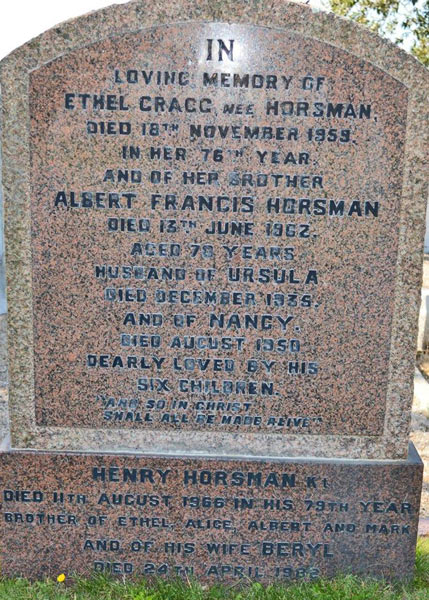 IN
LOVING MEMORY OF
ETHEL CRAGG, NEE HORSMAN,
DIED 18TH NOVEMBER 1959.
IN HER 76TH YEAR.
AND OF HER BROTHER
ALBERT FRANCIS HORSMAN
DIED 13TH JUNE 1962.
AGED 76 YEARS
HUSBAND OF URSULA
DIED DECEMBER 1935.
AND OF NANCY.
DIED AUGUST 1950
DEARLY LOVED BY HIS
SIX CHILDREN.
"AND SO IN CHRIST
SHALL ALL BE MADE ALIVE"
HENRY HORSMAN Kt.
DIED 11TH AUGUST 1966 IN HIS 79TH YEAR
BROTHER OF ETHEL, ALICE, ALBERT AND MARK
AND OF HIS WIFE BERYL
DIED 24TH APRIL 1982